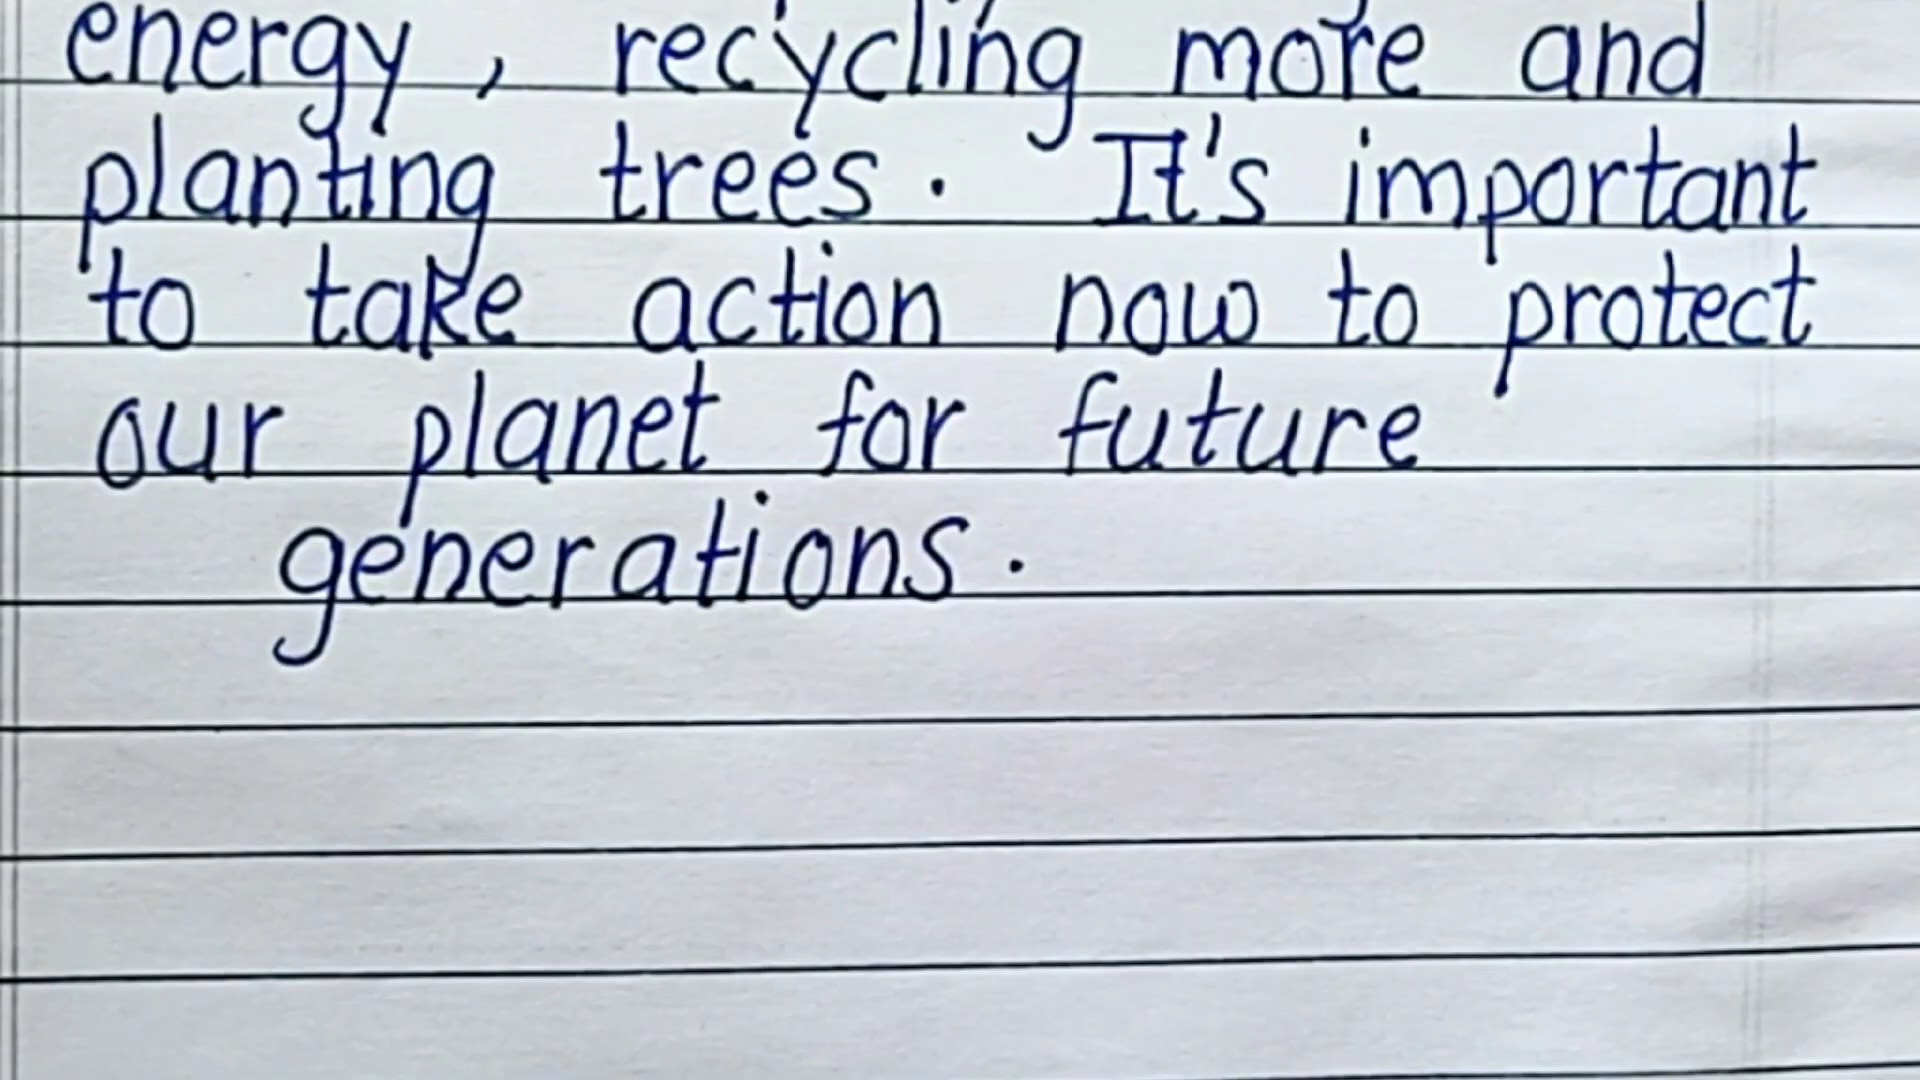 energy, recycling more and
planting trees. It's important
to take action now to protect
our planet for future
generations.